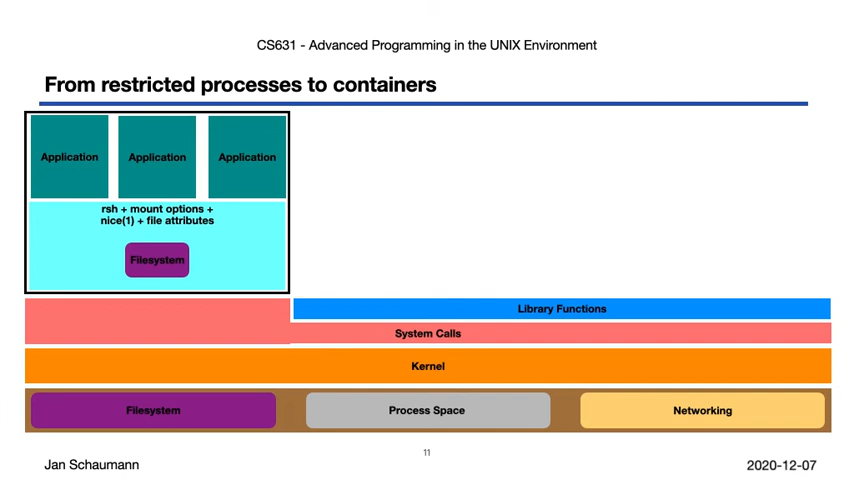 CS631 - Advanced Programming in the UNIX Environment
From restricted processes to containers
Application
Application
Application
rsh + mount options +
nice(1) + file attributes
Filesystem
Library Functions
System Calls
Kernel
Filesystem
Process Space
Networking
11
Jan Schaumann
2020-12-07